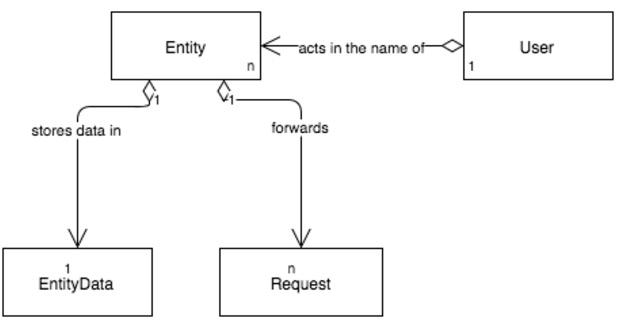 Entity
n
acts in the name of
User
1
1
1
stores data in
forwards
1
EntityData
n
Request